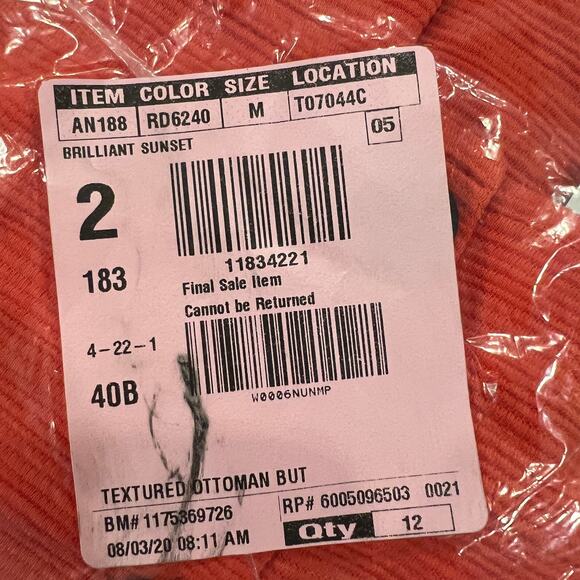 ITEM COLOR SIZE LOCATION
AN188 RD6240 M T07044C
BRILLIANT SUNSET 05
2
11834221
183
Final Sale Item
Cannot be Returned
4-22-1
40B
W0006NUNMP
TEXTURED OTTOMAN BUT
BM# 1175369726 RP# 6005096503 0021
08/03/20 08:11 AM Qty 12